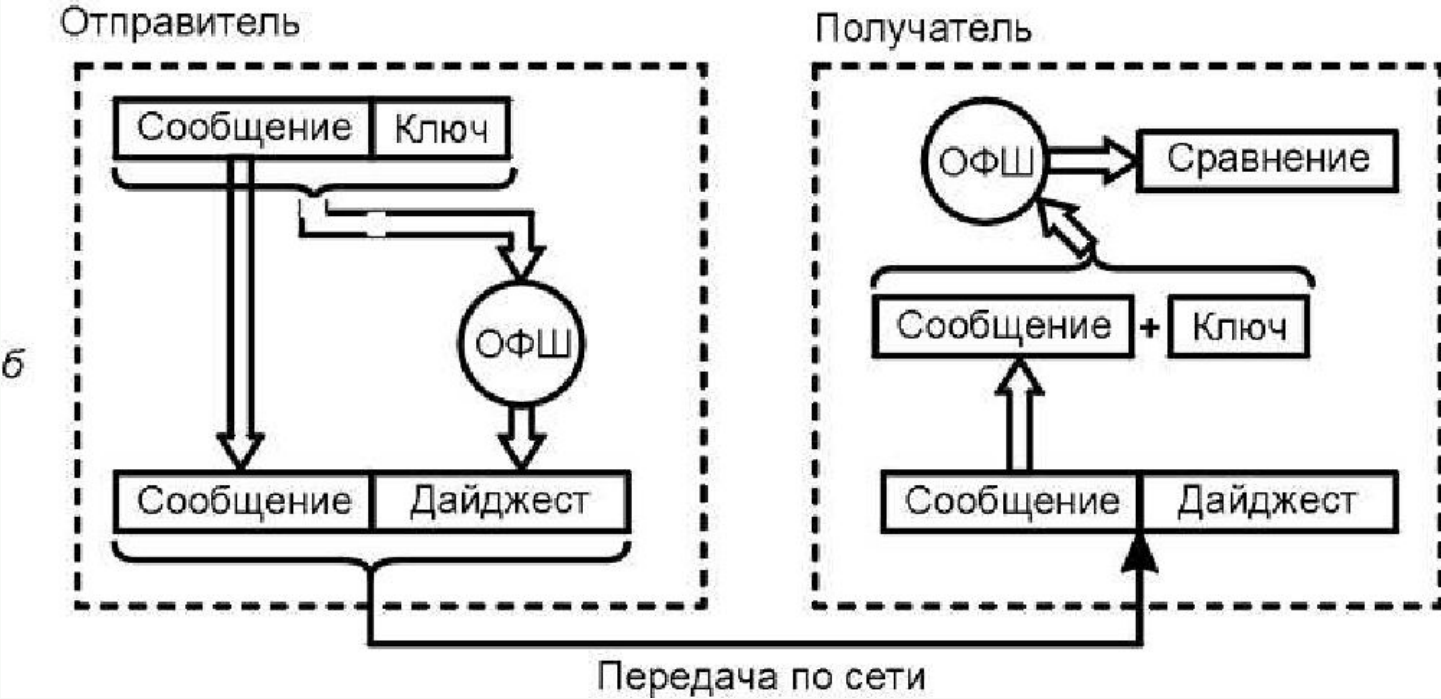 Отправитель
Сообщение Ключ
ОФШ
б
Сообщение Дайджест
Получатель
ОФШ Сравнение
Сообщение + Ключ
Сообщение Дайджест
Передача по сети